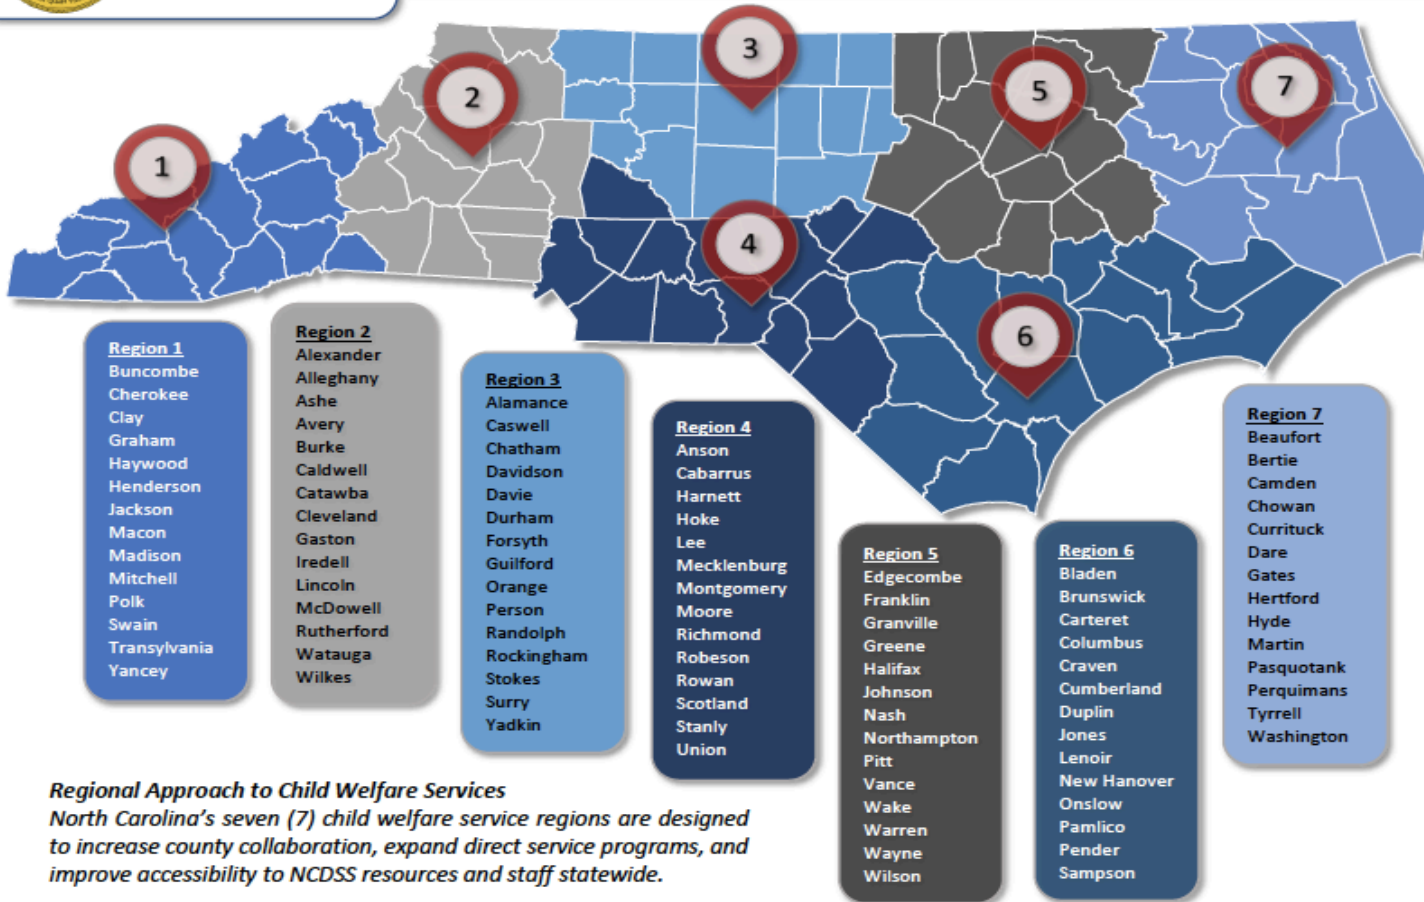 1
2
3
4
5
6
7
Region 1
Buncombe
Cherokee
Clay
Graham
Haywood
Henderson
Jackson
Macon
Madison
Mitchell
Polk
Swain
Transylvania
Yancey
Region 2
Alexander
Alleghany
Ashe
Avery
Burke
Caldwell
Catawba
Cleveland
Gaston
Iredell
Lincoln
McDowell
Rutherford
Watauga
Wilkes
Region 3
Alamance
Caswell
Chatham
Davidson
Davie
Durham
Forsyth
Guilford
Orange
Person
Randolph
Rockingham
Stokes
Surry
Yadkin
Region 4
Anson
Cabarrus
Harnett
Hoke
Lee
Mecklenburg
Montgomery
Moore
Richmond
Robeson
Rowan
Scotland
Stanly
Union
Region 5
Edgecombe
Franklin
Granville
Greene
Halifax
Johnson
Nash
Northampton
Pitt
Vance
Wake
Warren
Wayne
Wilson
Region 6
Bladen
Brunswick
Carteret
Columbus
Craven
Cumberland
Duplin
Jones
Lenoir
New Hanover
Onslow
Pamlico
Pender
Sampson
Region 7
Beaufort
Bertie
Camden
Chowan
Currituck
Dare
Gates
Hertford
Hyde
Martin
Pasquotank
Perquimans
Tyrrell
Washington
Regional Approach to Child Welfare Services
North Carolina's seven (7) child welfare service regions are designed
to increase county collaboration, expand direct service programs, and
improve accessibility to NCDSS resources and staff statewide.